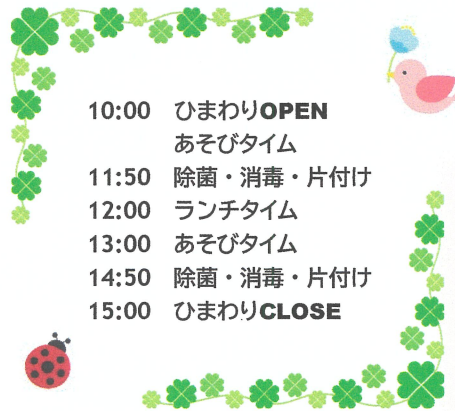 10:00 ひまわりOPEN
あそびタイム
11:50 除菌・消毒・片付け
12:00 ランチタイム
13:00 あそびタイム
14:50 除菌・消毒・片付け
15:00 ひまわりCLOSE